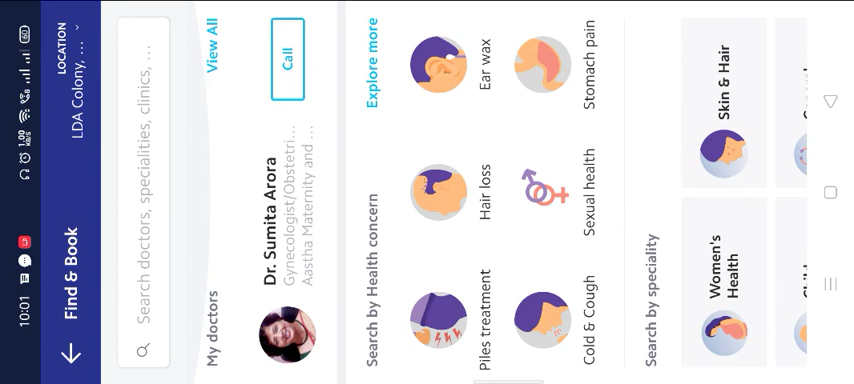 10:01
1.00 KB/S
60
Find & Book
LOCATION
LDA Colony, ...
Search doctors, specialities, clinics, ...
My doctors
View All
Dr. Sumita Arora
Gynecologist/Obstetri...
Aastha Maternity and ...
Call
Search by Health concern
Explore more
Piles treatment
Hair loss
Ear wax
Cold & Cough
Sexual health
Stomach pain
Search by speciality
Women's
Health
Skin & Hair